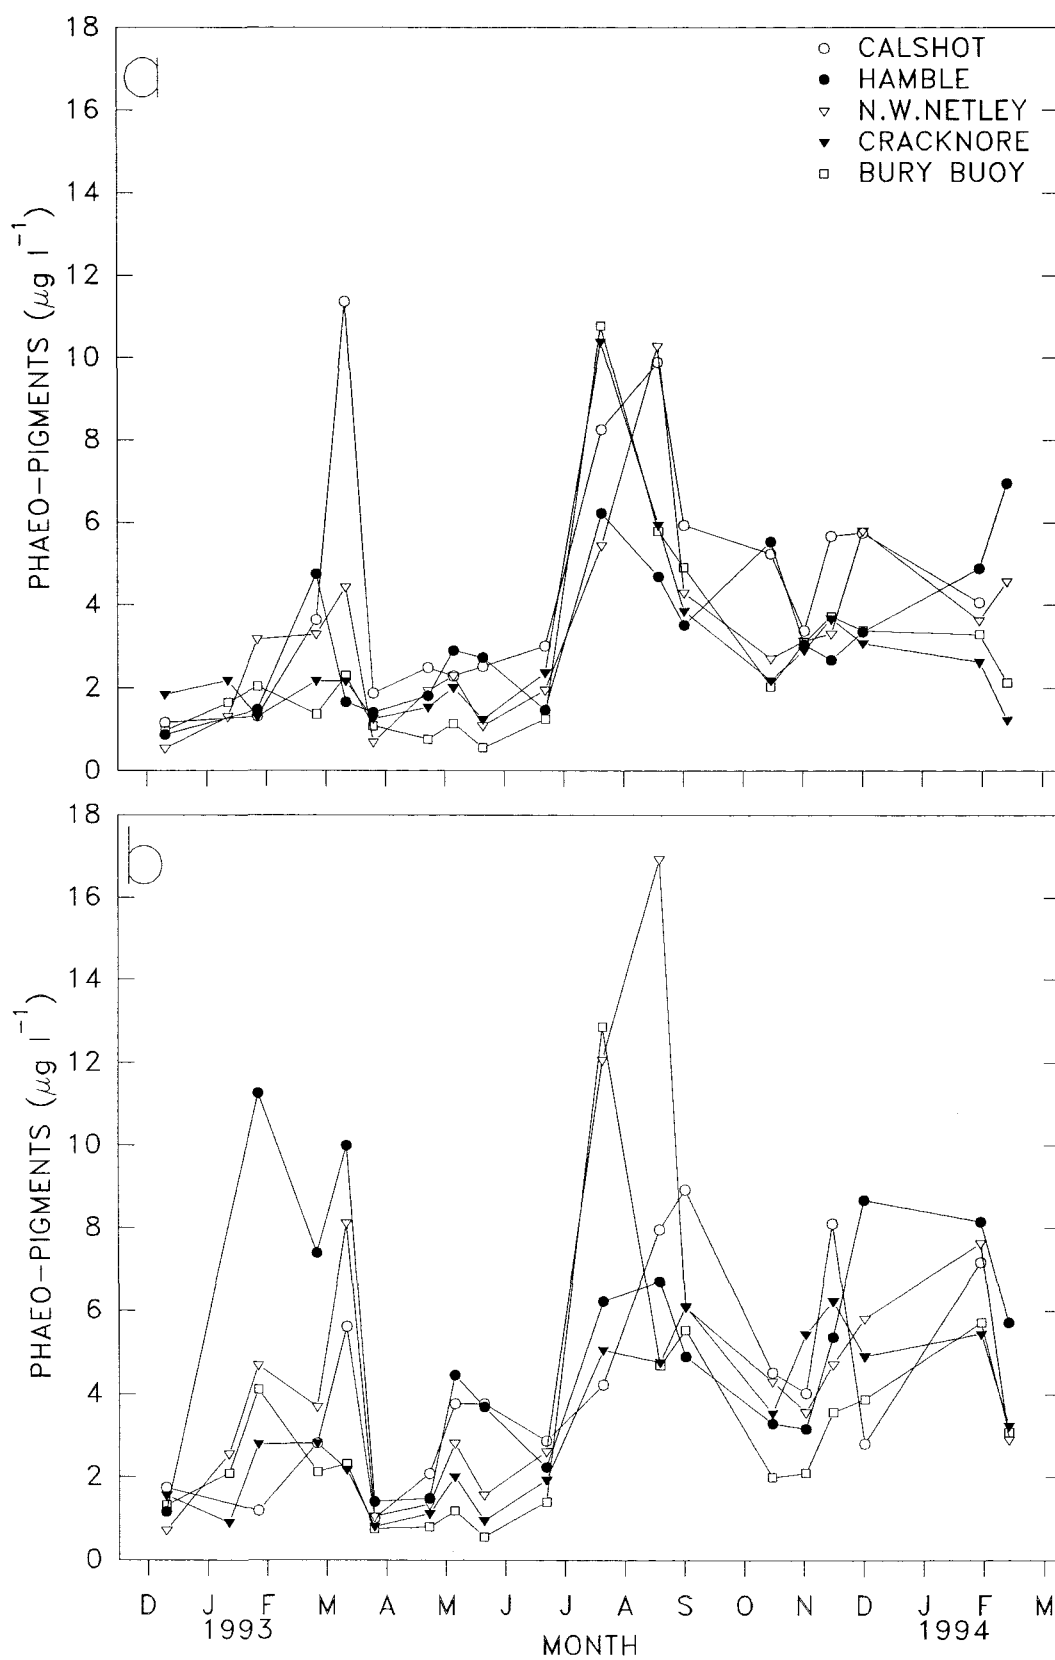 a
18
16
14
12
10
8
6
4
2
0
PHAEO-PIGMENTS (µg l⁻¹)
CALSHOT
HAMBLE
N.W.NETLEY
CRACKNORE
BURY BUOY
b
18
16
14
12
10
8
6
4
2
0
PHAEO-PIGMENTS (µg l⁻¹)
D J F M A M J J A S O N D J F M
1993 1994
MONTH